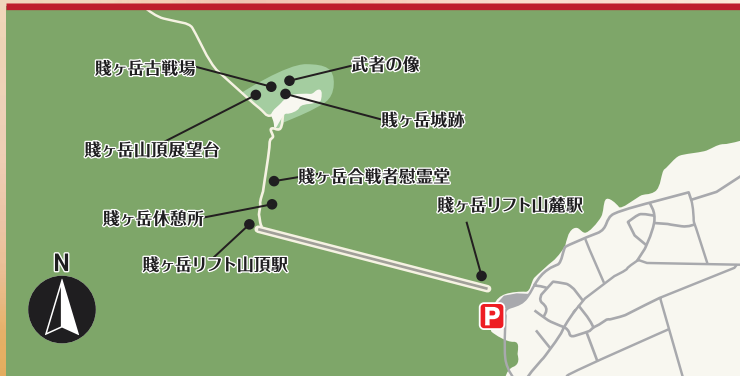 賤ヶ岳古戦場
武者の像
賤ヶ岳城跡
賤ヶ岳山頂展望台
賤ヶ岳合戦者慰霊堂
賤ヶ岳リフト山麓駅
賤ヶ岳休憩所
賤ヶ岳リフト山頂駅
N
P